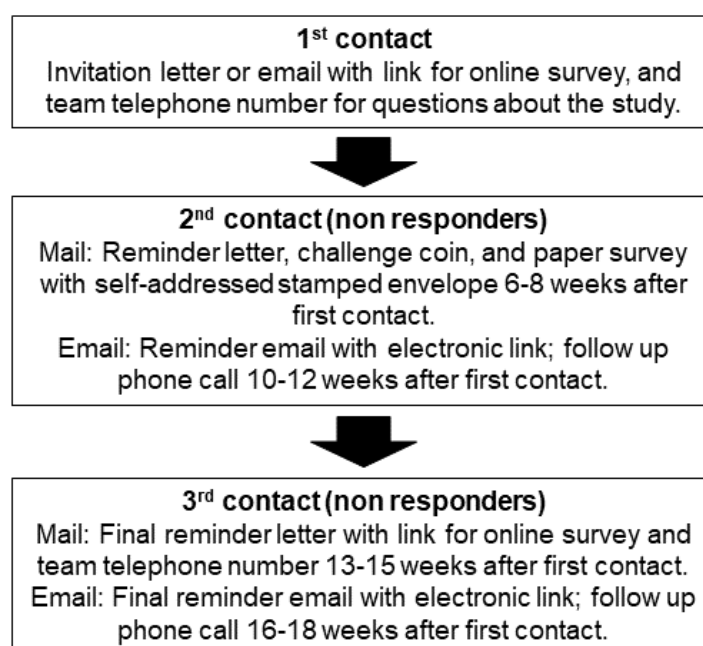 1st contact
Invitation letter or email with link for online survey, and
team telephone number for questions about the study.
2nd contact (non responders)
Mail: Reminder letter, challenge coin, and paper survey
with self-addressed stamped envelope 6-8 weeks after
first contact.
Email: Reminder email with electronic link; follow up
phone call 10-12 weeks after first contact.
3rd contact (non responders)
Mail: Final reminder letter with link for online survey and
team telephone number 13-15 weeks after first contact.
Email: Final reminder email with electronic link; follow up
phone call 16-18 weeks after first contact.